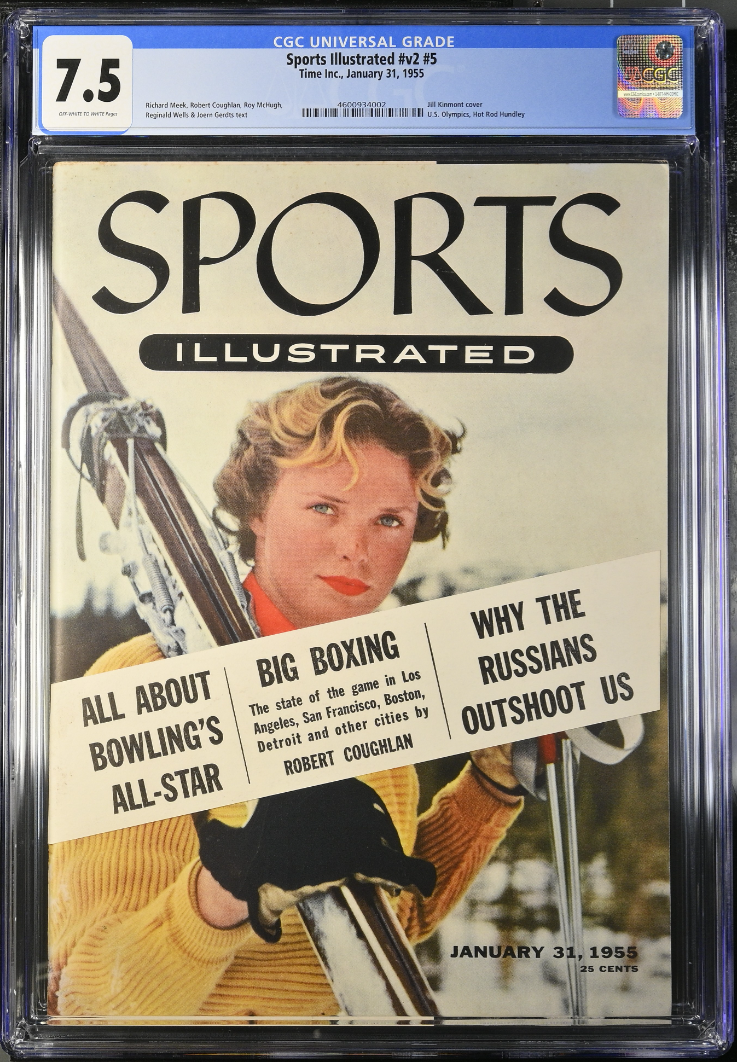 CGC UNIVERSAL GRADE
7.5
OFF-WHITE TO WHITE Pages
Sports Illustrated #v2 #5
Time Inc., January 31, 1955
Richard Meek, Robert Coughlan, Roy McHugh,
Reginald Wells & Joern Gerdts text
4600934002
Jill Kinmont cover
U.S. Olympics, Hot Rod Hundley
CGC
SPORTS
ILLUSTRATED
ALL ABOUT
BOWLING'S
ALL-STAR
BIG BOXING
The state of the game in Los
Angeles, San Francisco, Boston,
Detroit and other cities by
ROBERT COUGHLAN
WHY THE
RUSSIANS
OUTSHOOT US
JANUARY 31, 1955
25 CENTS